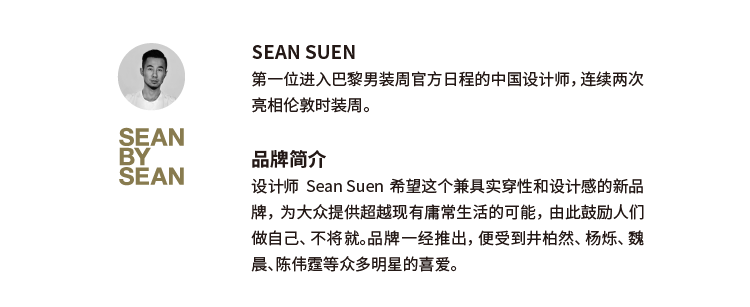 SEAN SUEN
第一位进入巴黎男装周官方日程的中国设计师，连续两次
亮相伦敦时装周。
SEAN
BY
SEAN
品牌简介
设计师 Sean Suen 希望这个兼具实穿性和设计感的新品
牌，为大众提供超越现有庸常生活的可能，由此鼓励人们
做自己、不将就。品牌一经推出，便受到井柏然、杨烁、魏
晨、陈伟霆等众多明星的喜爱。